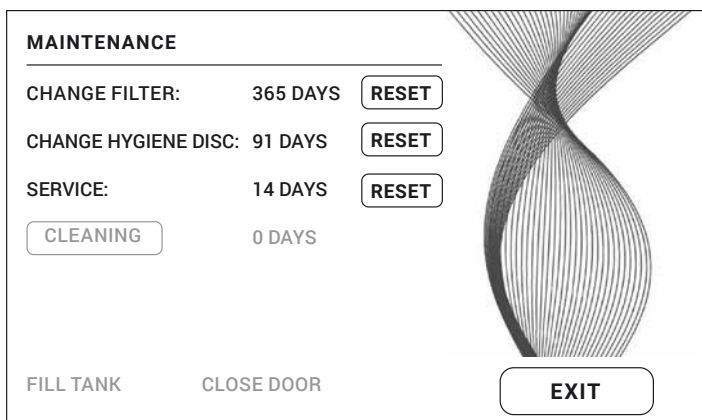 MAINTENANCE
CHANGE FILTER: 365 DAYS RESET
CHANGE HYGIENE DISC: 91 DAYS RESET
SERVICE: 14 DAYS RESET
CLEANING 0 DAYS
FILL TANK CLOSE DOOR EXIT